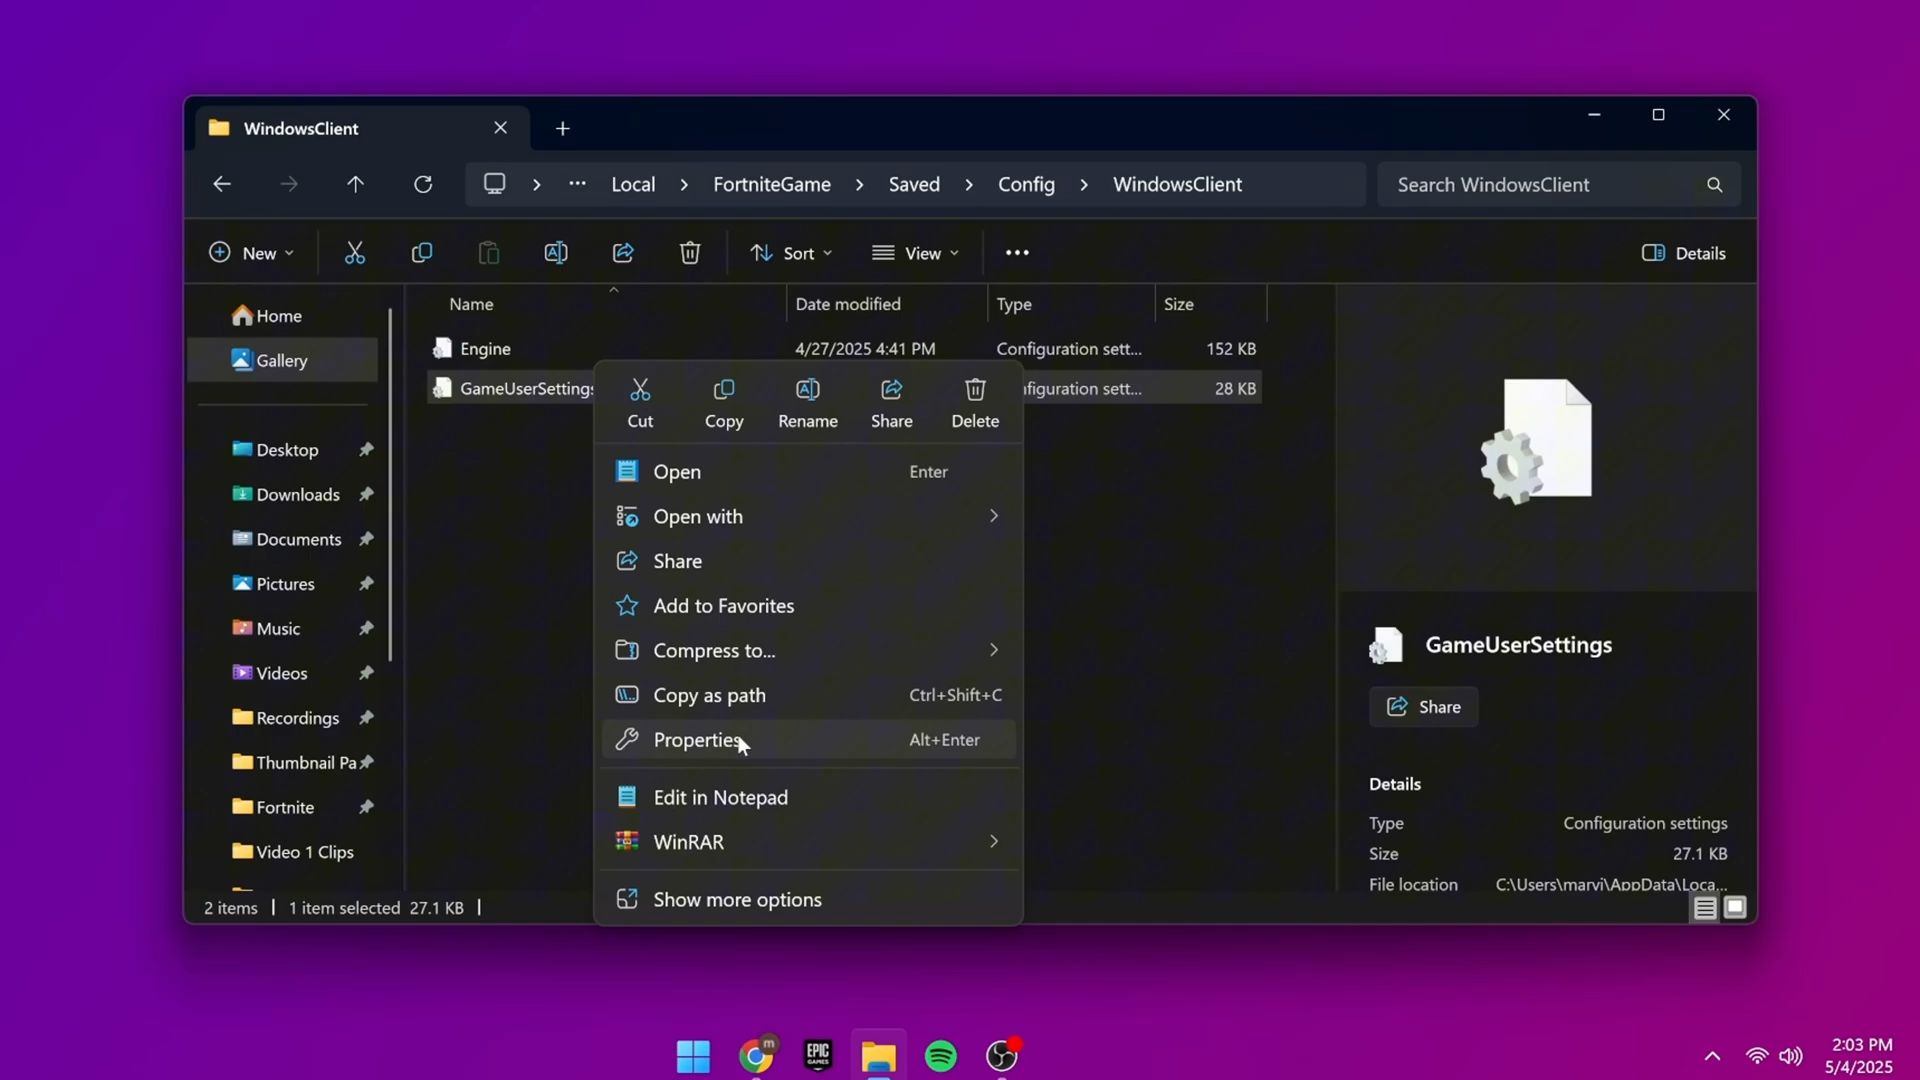 WindowsClient
Local > FortniteGame > Saved > Config > WindowsClient
Search WindowsClient
New
Sort
View
Details
Name
Date modified
Type
Size
Home
Gallery
Desktop
Downloads
Documents
Pictures
Music
Videos
Recordings
Thumbnail Pa
Fortnite
Video 1 Clips
Engine 4/27/2025 4:41 PM Configuration sett... 152 KB
GameUserSettings figuration sett... 28 KB
Cut
Copy
Rename
Share
Delete
Open Enter
Open with
Share
Add to Favorites
Compress to...
Copy as path Ctrl+Shift+C
Properties Alt+Enter
Edit in Notepad
WinRAR
Show more options
GameUserSettings
Share
Details
Type Configuration settings
Size 27.1 KB
File location C:\Users\marvi\AppData\Loca...
2 items | 1 item selected 27.1 KB |
m
EPIC
GAMES
2:03 PM
5/4/2025